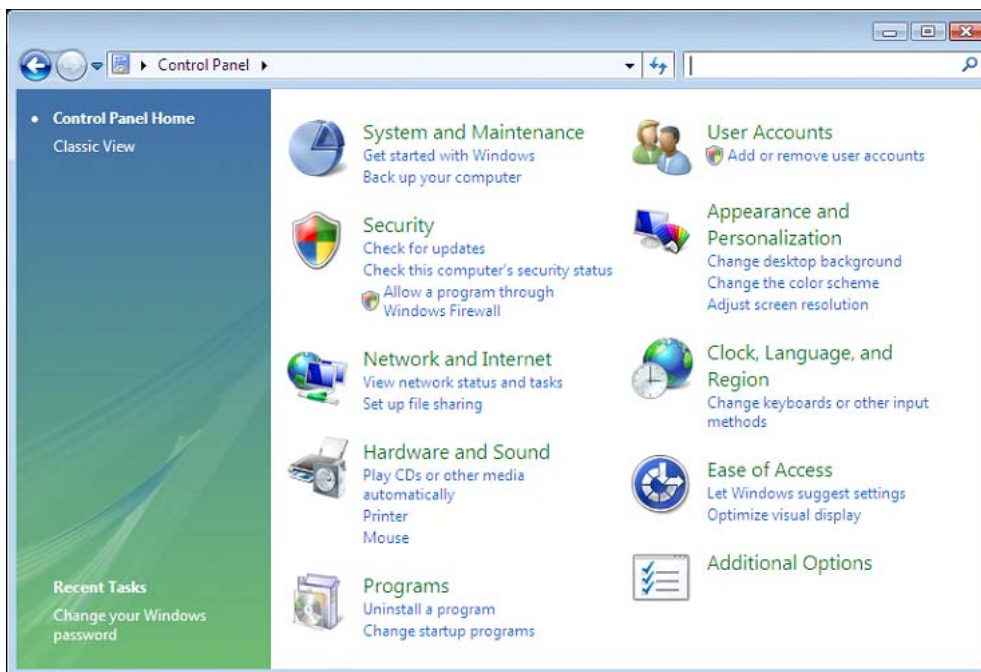 Control Panel
Control Panel Home
Classic View
Recent Tasks
Change your Windows
password
System and Maintenance
Get started with Windows
Back up your computer
Security
Check for updates
Check this computer's security status
Allow a program through
Windows Firewall
Network and Internet
View network status and tasks
Set up file sharing
Hardware and Sound
Play CDs or other media
automatically
Printer
Mouse
Programs
Uninstall a program
Change startup programs
User Accounts
Add or remove user accounts
Appearance and
Personalization
Change desktop background
Change the color scheme
Adjust screen resolution
Clock, Language, and
Region
Change keyboards or other input
methods
Ease of Access
Let Windows suggest settings
Optimize visual display
Additional Options